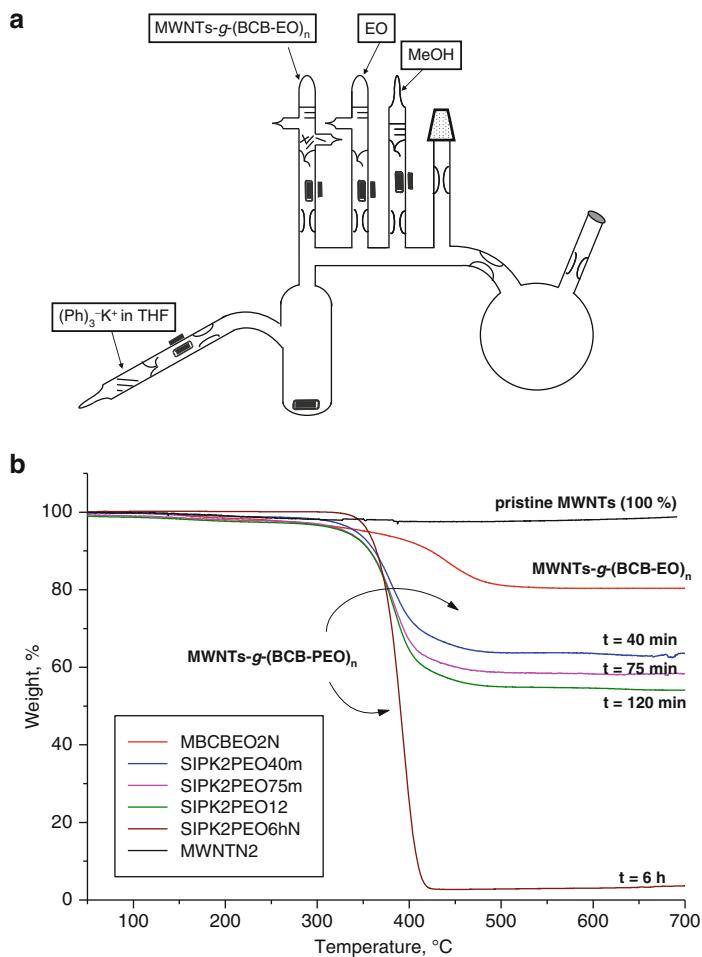 a
MWNTs-g-(BCB-EO)n
EO
MeOH
(Ph)3⁻K⁺ in THF
b
100
80
60
40
20
0
Weight, %
pristine MWNTs (100 %)
MWNTs-g-(BCB-EO)n
MWNTs-g-(BCB-PEO)n
t = 40 min
t = 75 min
t = 120 min
t = 6 h
MBCBEO2N
SIPK2PEO40m
SIPK2PEO75m
SIPK2PEO12
SIPK2PEO6hN
MWNTN2
100 200 300 400 500 600 700
Temperature, °C